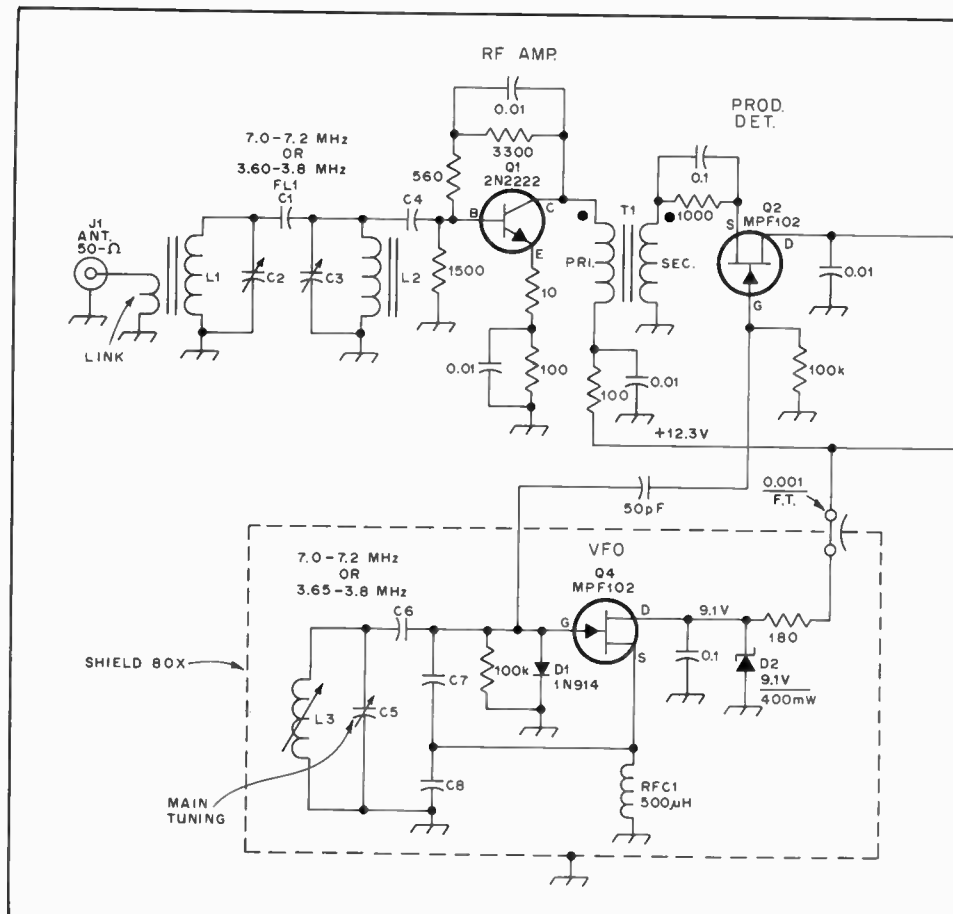 RF AMP.
0.01
PROD.
DET.
7.0-7.2 MHz
OR
3.60-3.8 MHz
FL1
C1
3300
Q1
2N2222
560
0.1
1000
Q2
MPF102
J1
ANT.
50-Ω
C4
B
C
E
T1
S
D
G
L1
C2
C3
L2
1500
10
PRI.
SEC.
0.01
LINK
0.01
100
100
0.01
100k
+12.3V
50pF
0.001
F.T.
VFO
7.0-7.2 MHz
OR
3.65-3.8 MHz
Q4
MPF102
C6
G
D
S
9.1V
180
SHIELD BOX
C7
100k
D1
1N914
0.1
D2
9.1V
400mW
L3
C5
C8
RFC1
500µH
MAIN
TUNING